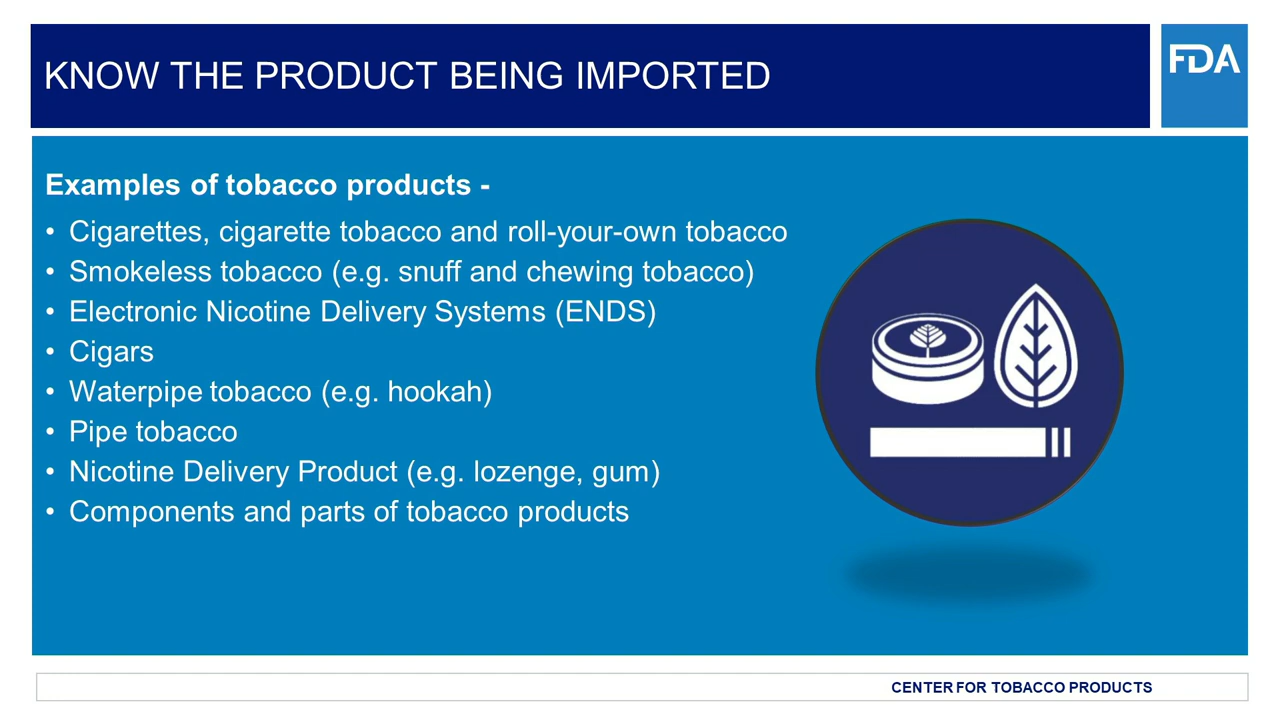 KNOW THE PRODUCT BEING IMPORTED
FDA
Examples of tobacco products -
• Cigarettes, cigarette tobacco and roll-your-own tobacco
• Smokeless tobacco (e.g. snuff and chewing tobacco)
• Electronic Nicotine Delivery Systems (ENDS)
• Cigars
• Waterpipe tobacco (e.g. hookah)
• Pipe tobacco
• Nicotine Delivery Product (e.g. lozenge, gum)
• Components and parts of tobacco products
CENTER FOR TOBACCO PRODUCTS